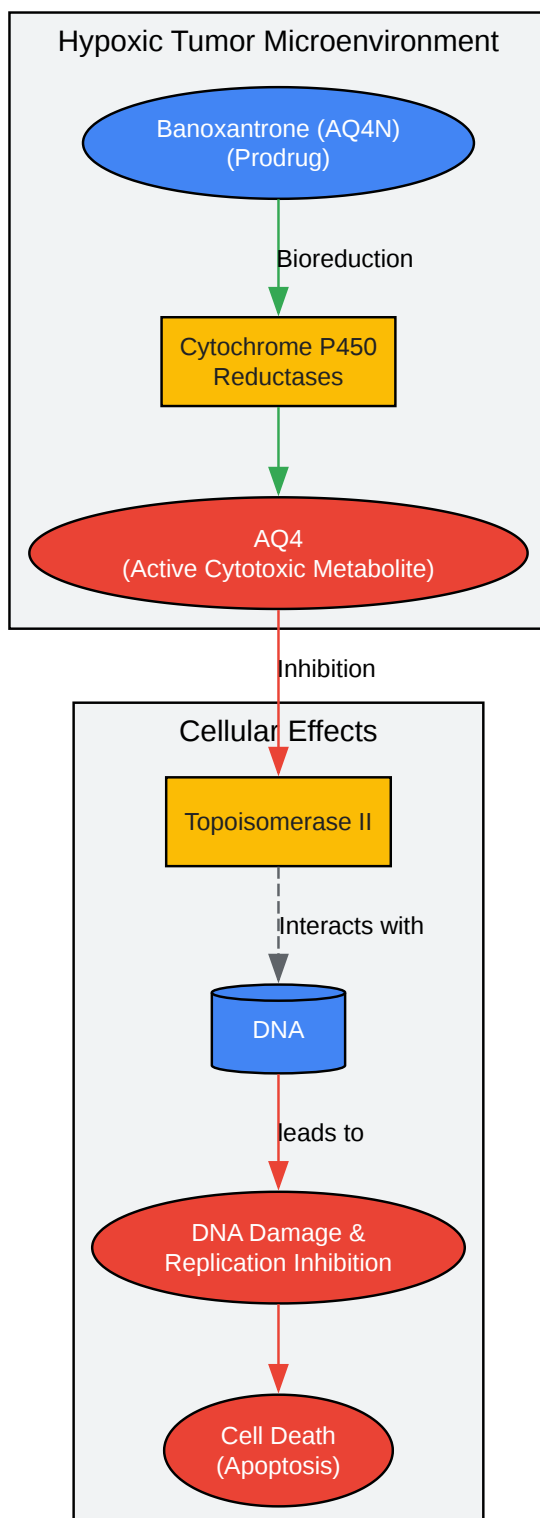 Hypoxic Tumor Microenvironment
Banoxantrone (AQ4N)
(Prodrug)
Bioreduction
Cytochrome P450
Reductases
AQ4
(Active Cytotoxic Metabolite)
Inhibition
Cellular Effects
Topoisomerase II
Interacts with
DNA
leads to
DNA Damage &
Replication Inhibition
Cell Death
(Apoptosis)